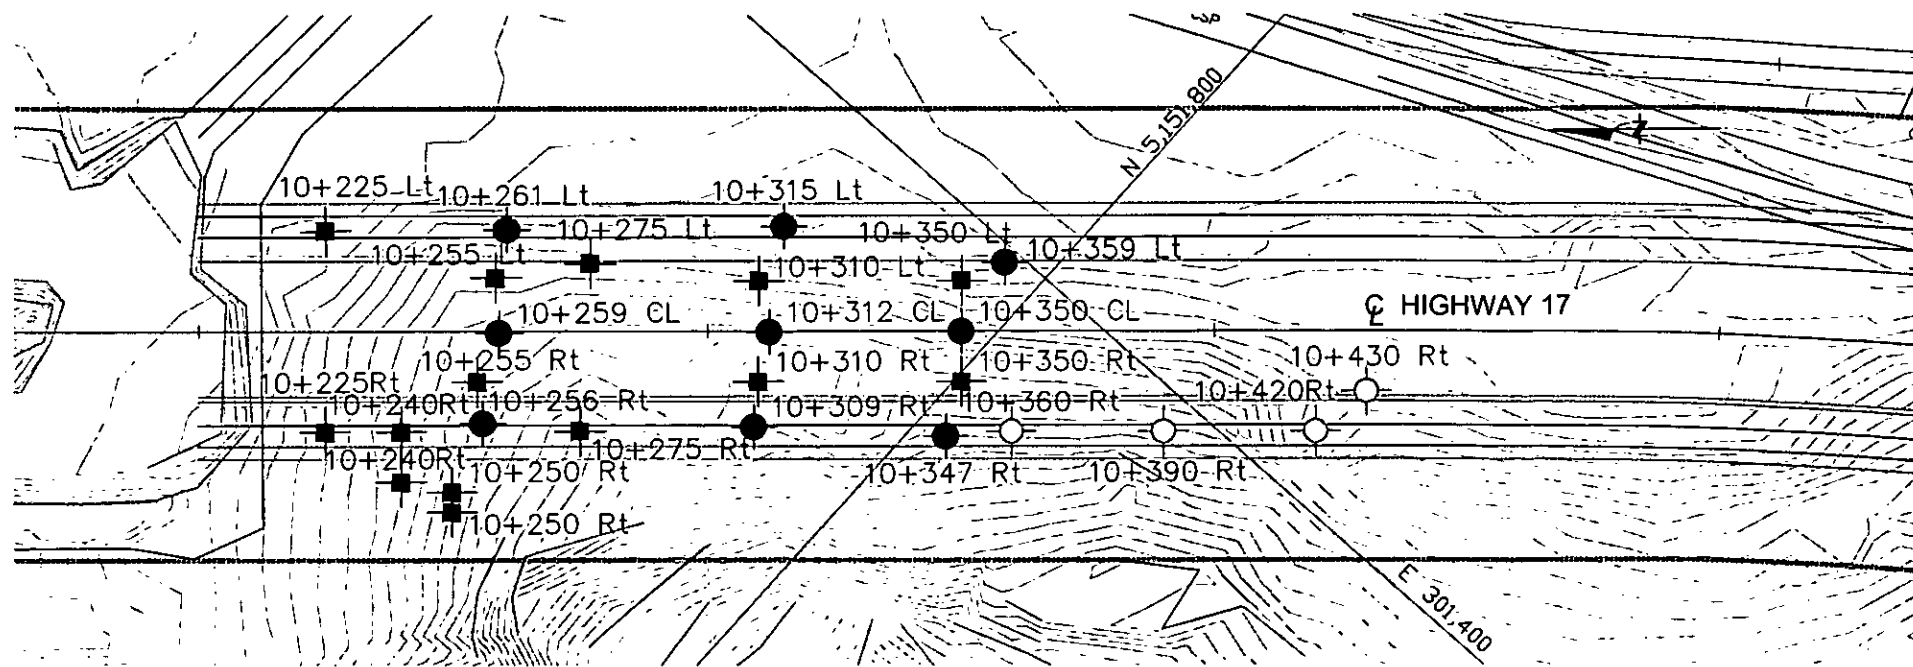 N 5,151,800
10+225 Lt
10+261 Lt
10+315 Lt
10+275 Lt
10+350 Lt
10+359 Lt
10+255 Lt
10+310 Lt
10+259 CL
10+312 CL
10+350 CL
℄ HIGHWAY 17
10+255 Rt
10+310 Rt
10+350 Rt
10+430 Rt
10+225Rt
10+240Rt
10+256 Rt
10+309 Rt
10+360 Rt
10+420Rt
10+240Rt
10+250 Rt
10+275 Rt
10+347 Rt
10+390 Rt
10+250 Rt
E 301,400